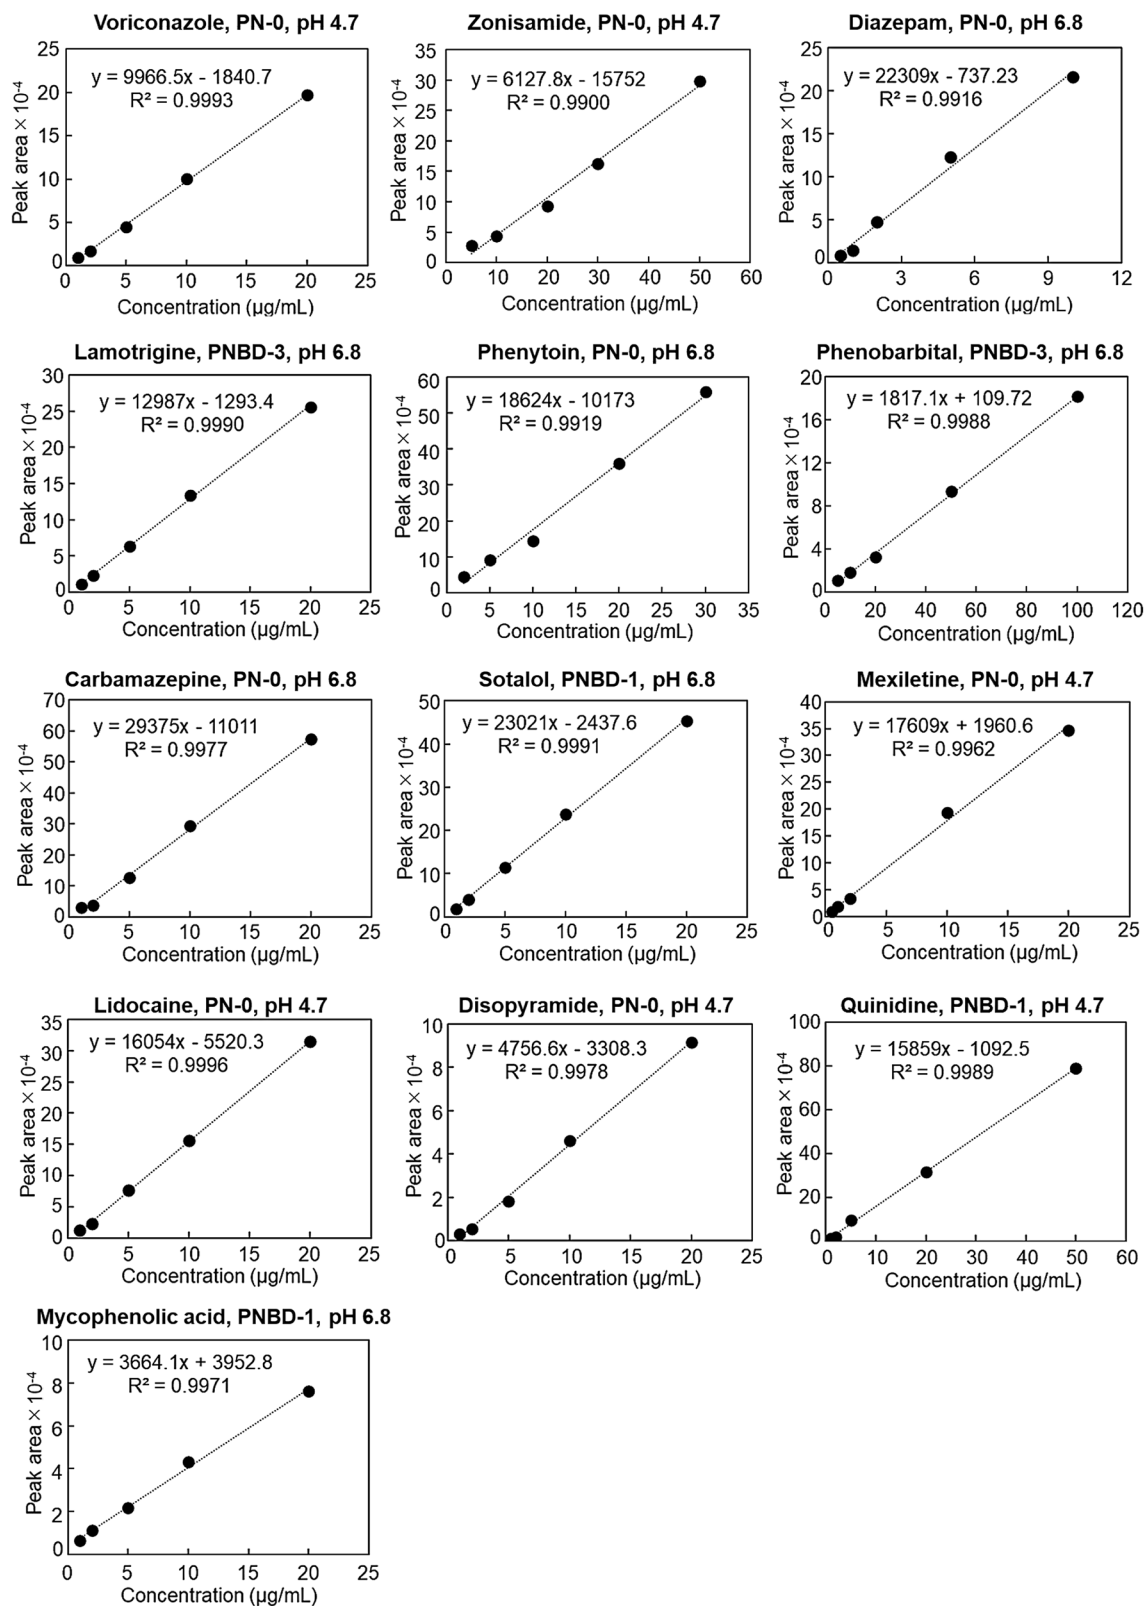 Voriconazole, PN-0, pH 4.7
25
20
15
10
5
0
y = 9966.5x - 1840.7
R² = 0.9993
Peak area × 10⁻⁴
0 5 10 15 20 25
Concentration (μg/mL)
Zonisamide, PN-0, pH 4.7
35
30
25
20
15
10
5
0
y = 6127.8x - 15752
R² = 0.9900
Peak area × 10⁻⁴
0 10 20 30 40 50 60
Concentration (μg/mL)
Diazepam, PN-0, pH 6.8
25
20
15
10
5
0
y = 22309x - 737.23
R² = 0.9916
Peak area × 10⁻⁴
0 3 6 9 12
Concentration (μg/mL)
Lamotrigine, PNBD-3, pH 6.8
30
25
20
15
10
5
0
y = 12987x - 1293.4
R² = 0.9990
Peak area × 10⁻⁴
0 5 10 15 20 25
Concentration (μg/mL)
Phenytoin, PN-0, pH 6.8
60
50
40
30
20
10
0
y = 18624x - 10173
R² = 0.9919
Peak area × 10⁻⁴
0 5 10 15 20 25 30 35
Concentration (μg/mL)
Phenobarbital, PNBD-3, pH 6.8
20
16
12
8
4
0
y = 1817.1x + 109.72
R² = 0.9988
Peak area × 10⁻⁴
0 20 40 60 80 100 120
Concentration (μg/mL)
Carbamazepine, PN-0, pH 6.8
70
60
50
40
30
20
10
0
y = 29375x - 11011
R² = 0.9977
Peak area × 10⁻⁴
0 5 10 15 20 25
Concentration (μg/mL)
Sotalol, PNBD-1, pH 6.8
50
40
30
20
10
0
y = 23021x - 2437.6
R² = 0.9991
Peak area × 10⁻⁴
0 5 10 15 20 25
Concentration (μg/mL)
Mexiletine, PN-0, pH 4.7
40
35
30
25
20
15
10
5
0
y = 17609x + 1960.6
R² = 0.9962
Peak area × 10⁻⁴
0 5 10 15 20 25
Concentration (μg/mL)
Lidocaine, PN-0, pH 4.7
35
30
25
20
15
10
5
0
y = 16054x - 5520.3
R² = 0.9996
Peak area × 10⁻⁴
0 5 10 15 20 25
Concentration (μg/mL)
Disopyramide, PN-0, pH 4.7
10
8
6
4
2
0
y = 4756.6x - 3308.3
R² = 0.9978
Peak area × 10⁻⁴
0 5 10 15 20 25
Concentration (μg/mL)
Quinidine, PNBD-1, pH 4.7
100
80
60
40
20
0
y = 15859x - 1092.5
R² = 0.9989
Peak area × 10⁻⁴
0 10 20 30 40 50 60
Concentration (μg/mL)
Mycophenolic acid, PNBD-1, pH 6.8
10
8
6
4
2
0
y = 3664.1x + 3952.8
R² = 0.9971
Peak area × 10⁻⁴
0 5 10 15 20 25
Concentration (μg/mL)